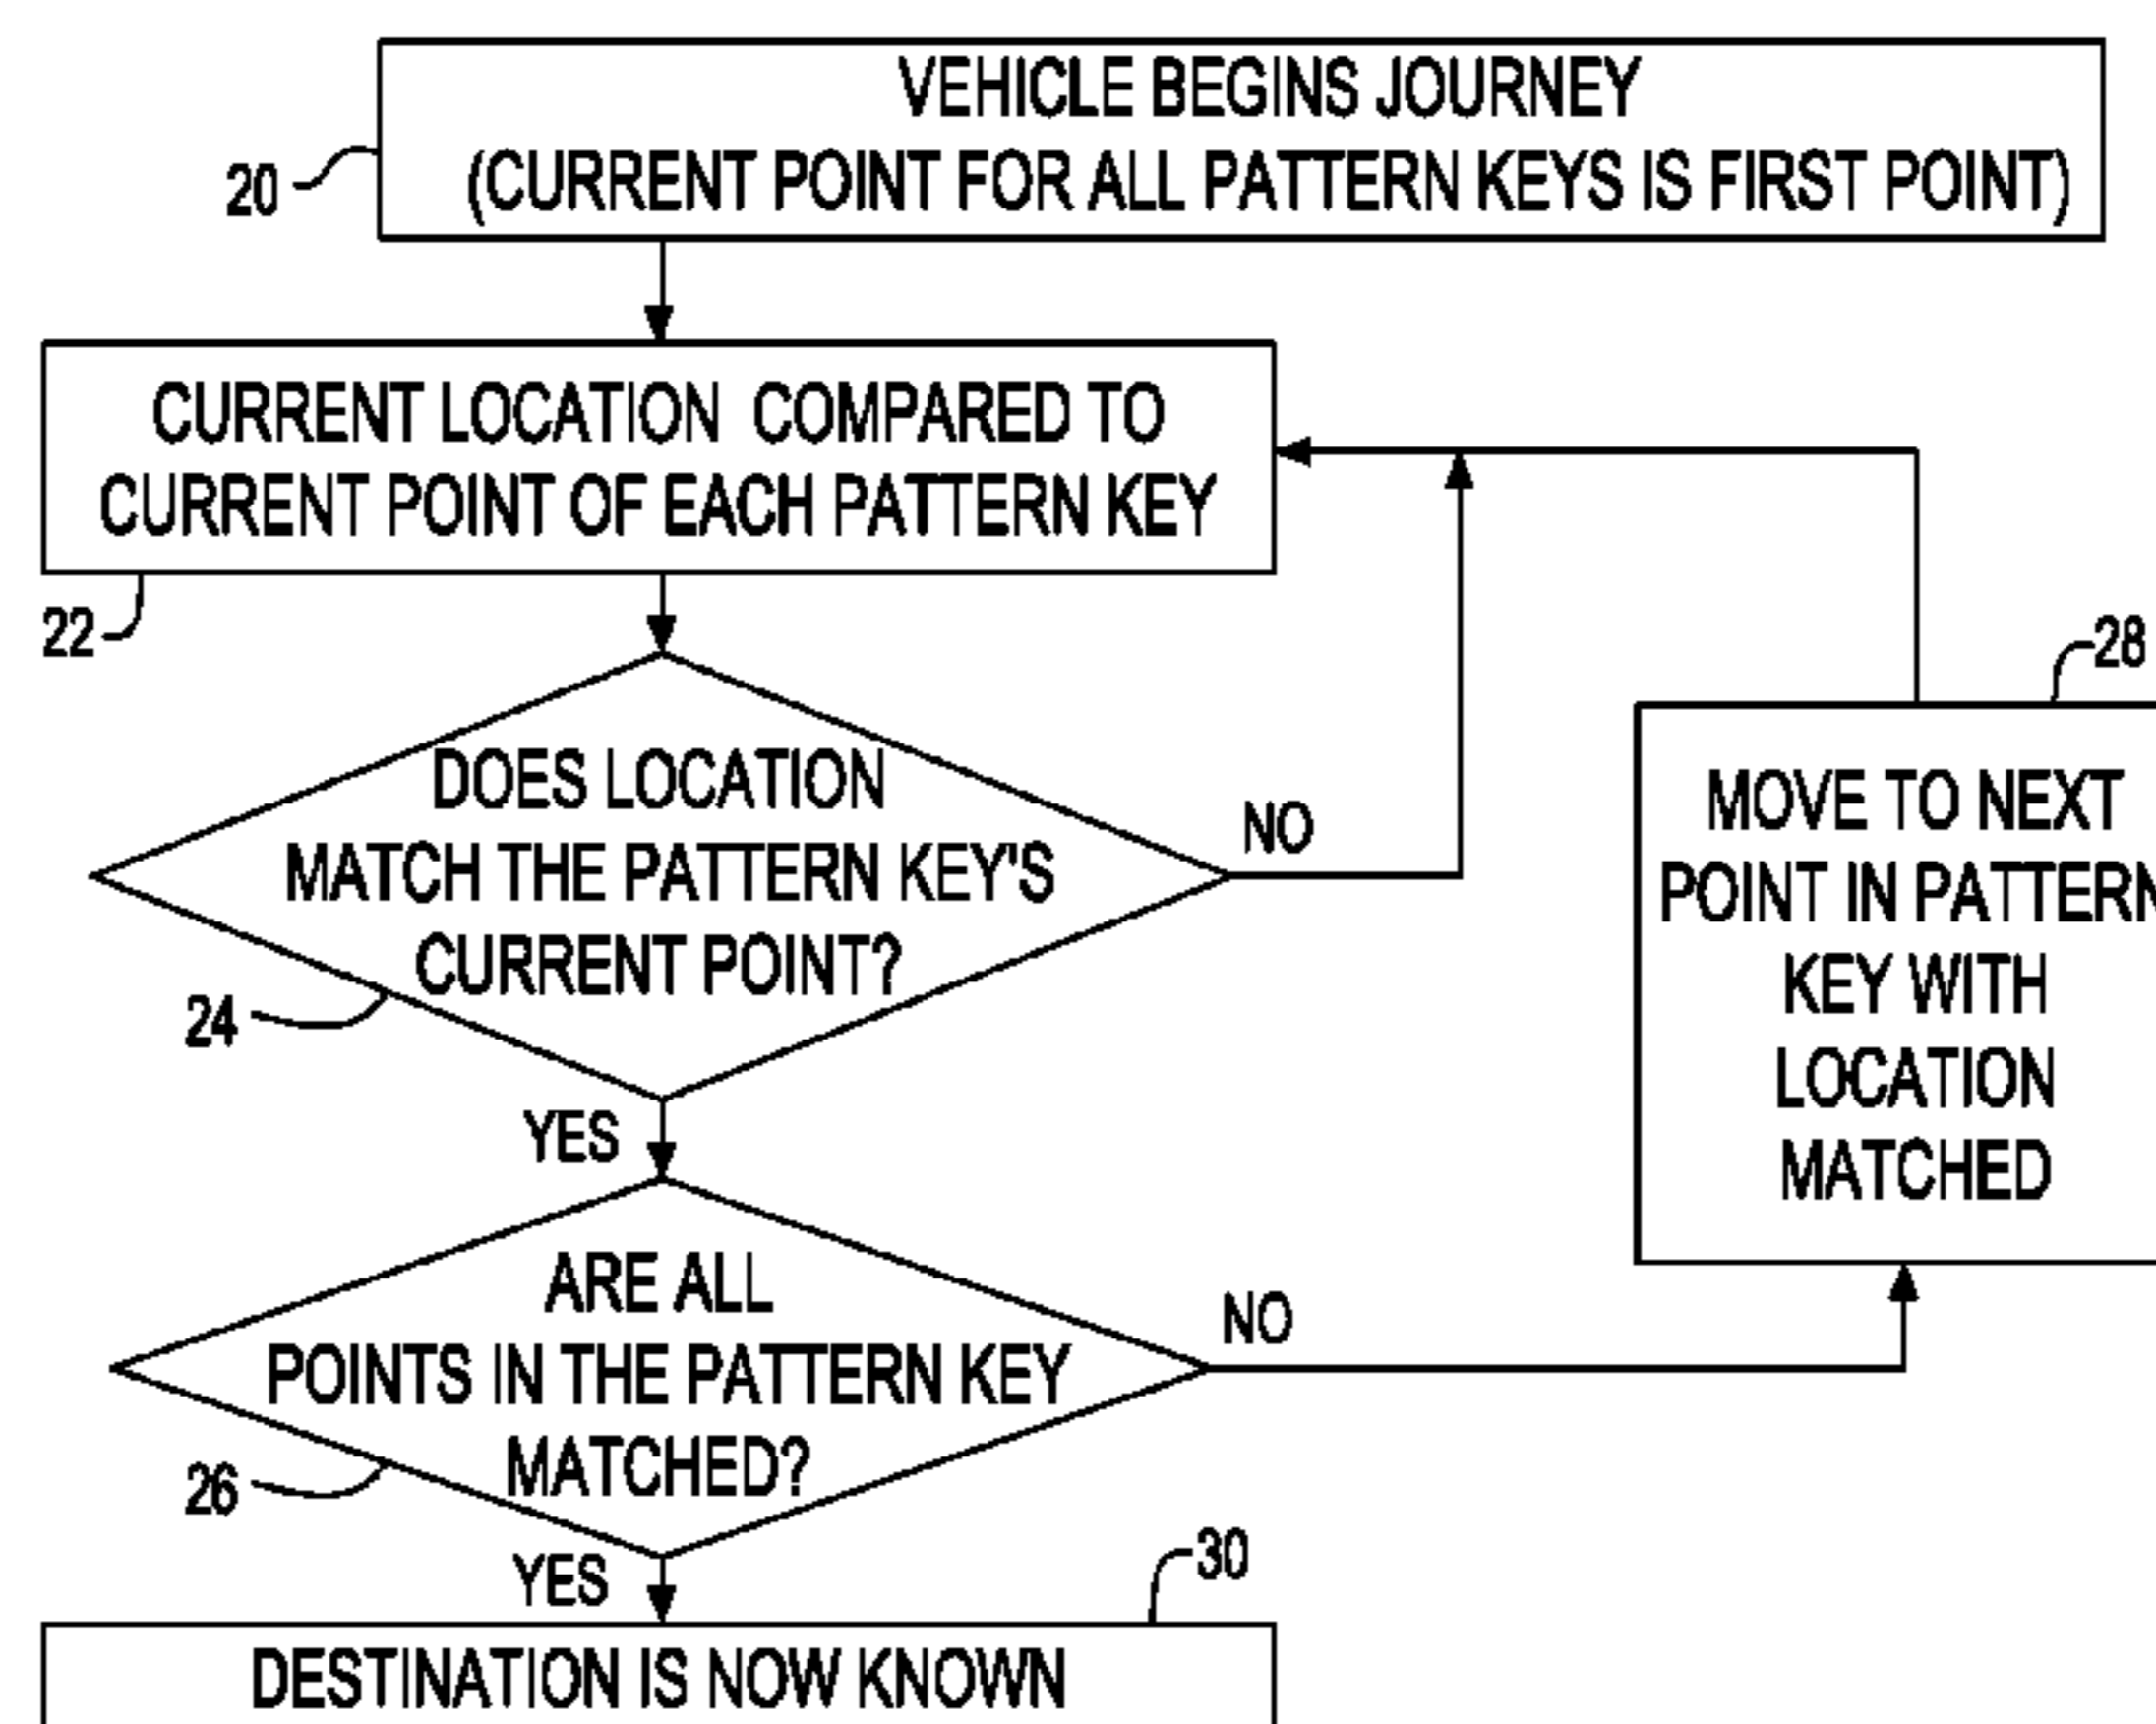 VEHICLE BEGINS JOURNEY
(CURRENT POINT FOR ALL PATTERN KEYS IS FIRST POINT)
20
CURRENT LOCATION COMPARED TO
CURRENT POINT OF EACH PATTERN KEY
22
28
DOES LOCATION
MATCH THE PATTERN KEY'S
CURRENT POINT?
NO
24
YES
MOVE TO NEXT
POINT IN PATTERN
KEY WITH
LOCATION
MATCHED
ARE ALL
POINTS IN THE PATTERN KEY
MATCHED?
NO
26
YES
30
DESTINATION IS NOW KNOWN